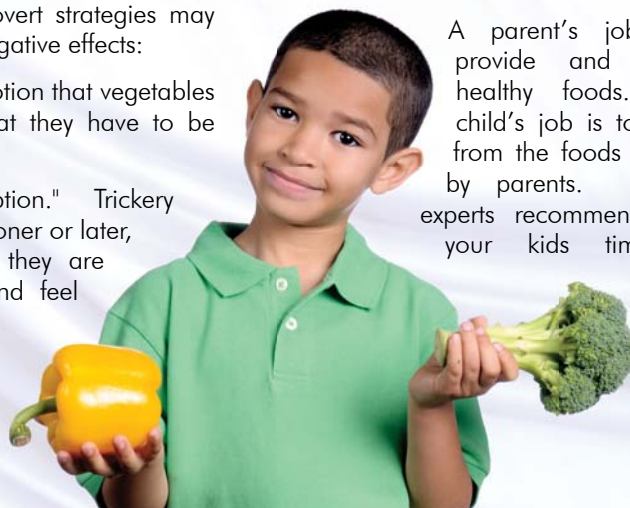 overt strategies may
gative effects:
otion that vegetables
at they have to be
ption." Trickery
oner or later,
they are
nd feel
A parent's job
provide and
healthy foods.
child's job is to
from the foods
by parents.
experts recommen
your kids tim